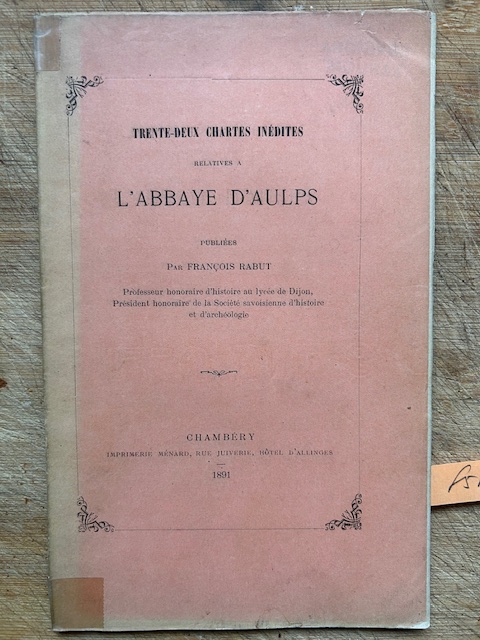 TRENTE-DEUX CHARTES INÉDITES
RELATIVES A
L'ABBAYE D'AULPS
PUBLIÉES
PAR FRANÇOIS RABUT
Professeur honoraire d'histoire au lycée de Dijon,
Président honoraire de la Société savoisienne d'histoire
et d'archéologie
CHAMBÉRY
IMPRIMERIE MÉNARD, RUE JUIVERIE, HÔTEL D'ALLINGES
1891